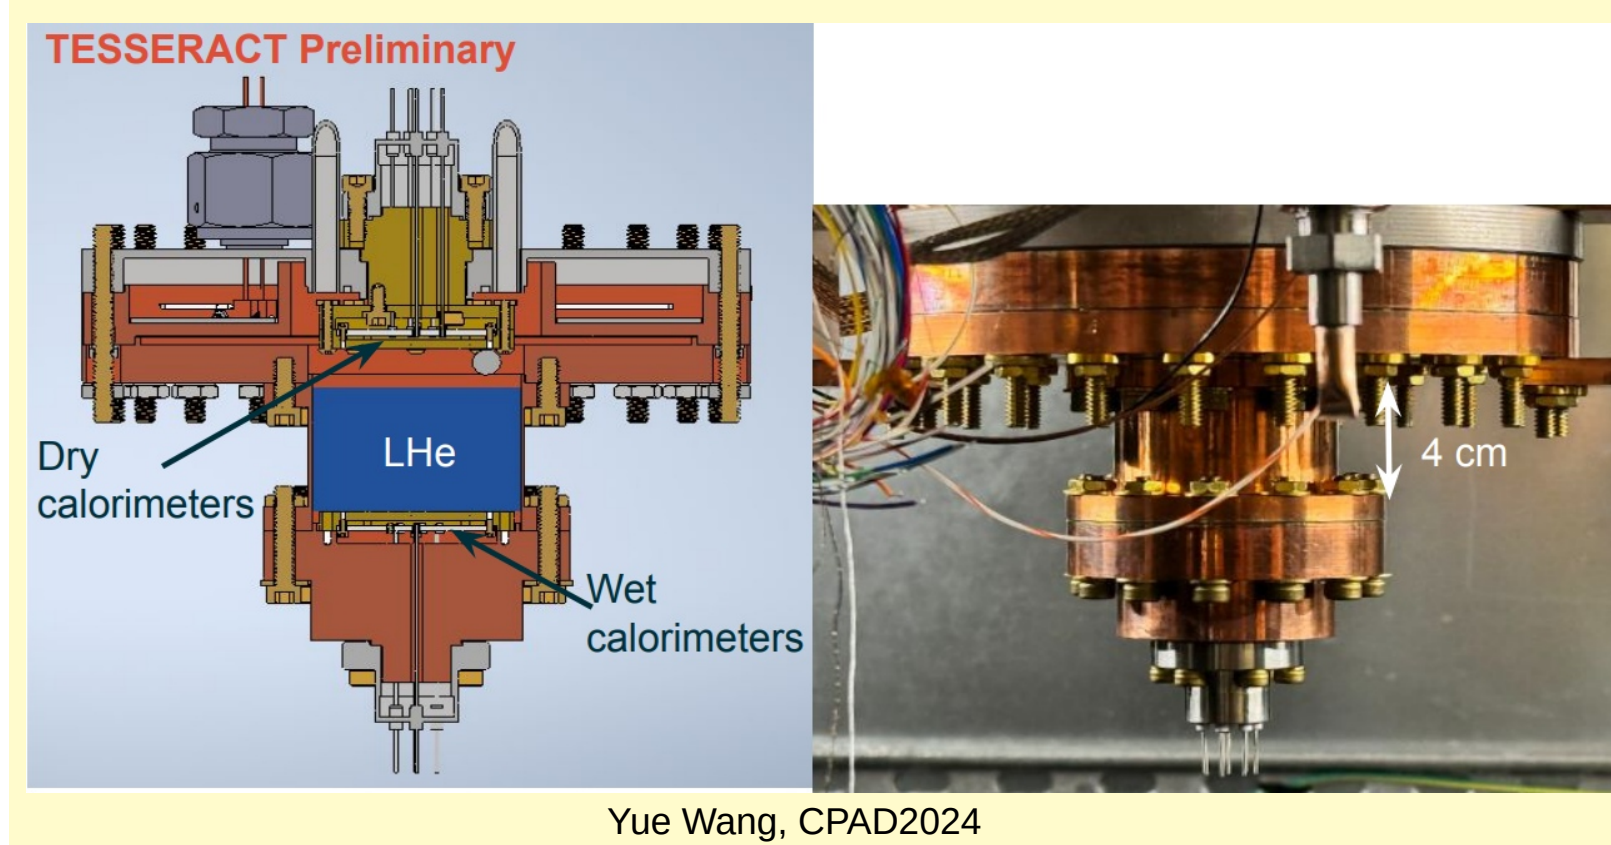 TESSERACT Preliminary
Dry
calorimeters
LHe
Wet
calorimeters
4 cm
Yue Wang, CPAD2024